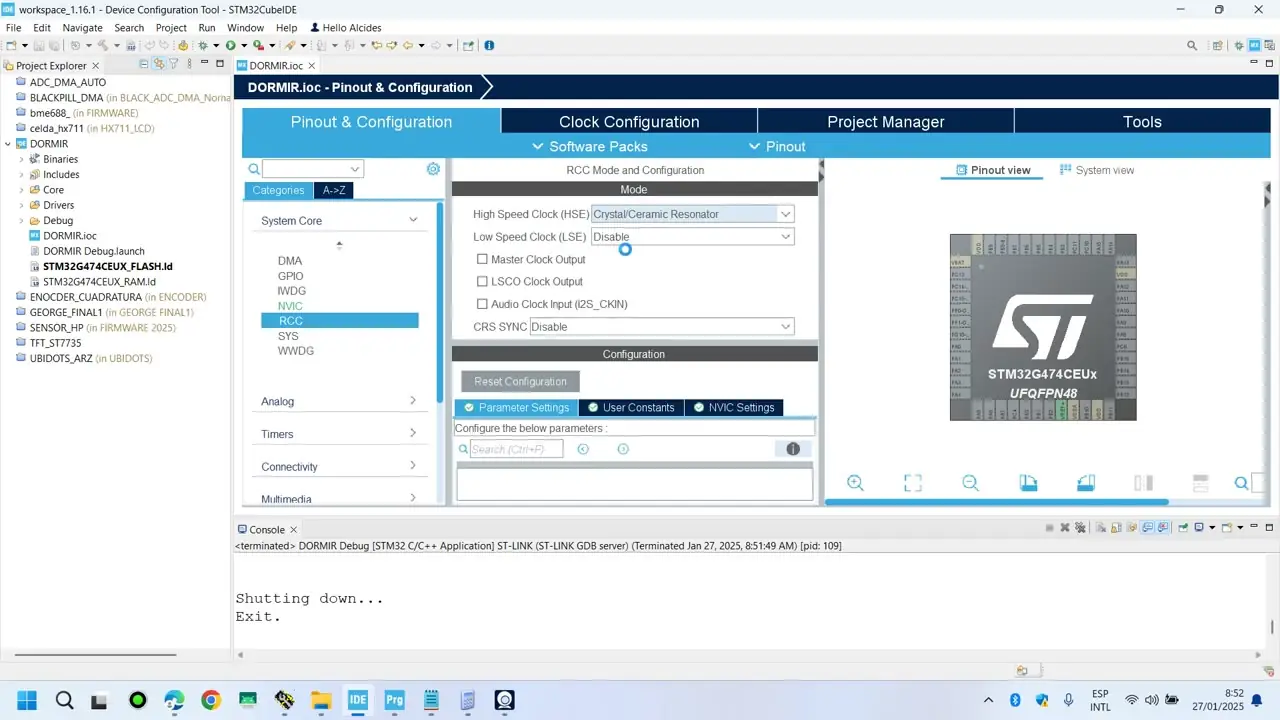 workspace_1.16.1 - Device Configuration Tool - STM32CubeIDE
File Edit Navigate Search Project Run Window Help Hello Alcides
Project Explorer
ADC_DMA_AUTO
BLACKPILL_DMA (in BLACK_ADC_DMA_Norma
bme688_ (in FIRMWARE)
celda_hx711 (in HX711_LCD)
DORMIR
Binaries
Includes
Core
Drivers
Debug
DORMIR.ioc
DORMIR Debug.launch
STM32G474CEUX_FLASH.ld
STM32G474CEUX_RAM.ld
ENOCDER_CUADRATURA (in ENCODER)
GEORGE_FINAL1 (in GEORGE FINAL1)
SENSOR_HP (in FIRMWARE 2025)
TFT_ST7735
UBIDOTS_ARZ (in UBIDOTS)
DORMIR.ioc
DORMIR.ioc - Pinout & Configuration
Pinout & Configuration Clock Configuration Project Manager Tools
Software Packs Pinout
Categories A->Z
System Core
DMA
GPIO
IWDG
NVIC
RCC
SYS
WWDG
Analog
Timers
Connectivity
Multimedia
RCC Mode and Configuration
Mode
High Speed Clock (HSE) Crystal/Ceramic Resonator
Low Speed Clock (LSE) Disable
Master Clock Output
LSCO Clock Output
Audio Clock Input (I2S_CKIN)
CRS SYNC Disable
Configuration
Reset Configuration
Parameter Settings User Constants NVIC Settings
Configure the below parameters :
Search (Ctrl+F)
Pinout view System view
STM32G474CEUx
UFQFPN48
Console
<terminated> DORMIR Debug [STM32 C/C++ Application] ST-LINK (ST-LINK GDB server) (Terminated Jan 27, 2025, 8:51:49 AM) [pid: 109]
Shutting down...
Exit.
IDE Prg
ESP
INTL
8:52
27/01/2025